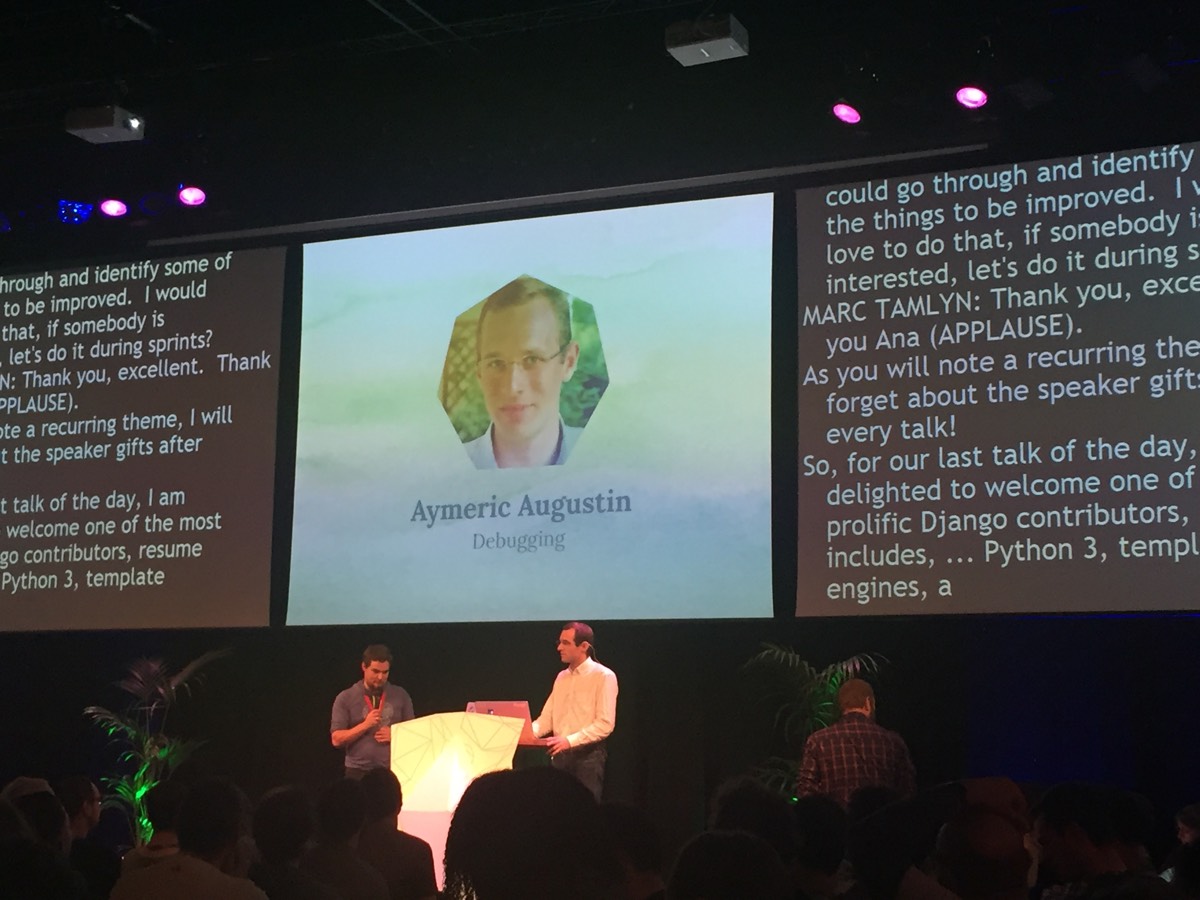 hrough and identify some of
to be improved. I would
that, if somebody is
, let's do it during sprints?
N: Thank you, excellent. Thank
PPLAUSE).
ote a recurring theme, I will
t the speaker gifts after
t talk of the day, I am
welcome one of the most
go contributors, resume
Python 3, template
Aymeric Augustin
Debugging
could go through and identify
the things to be improved. I w
love to do that, if somebody is
interested, let's do it during s
MARC TAMLYN: Thank you, exce
you Ana (APPLAUSE).
As you will note a recurring the
forget about the speaker gifts
every talk!
So, for our last talk of the day,
delighted to welcome one of
prolific Django contributors,
includes, ... Python 3, templ
engines, a